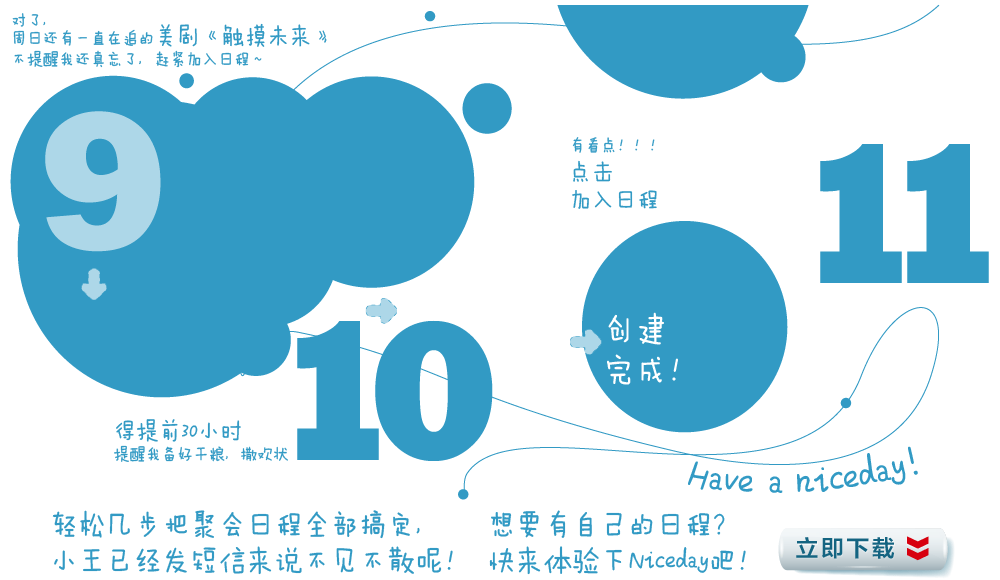 对了，
周日还有一直在追的美剧《触摸未来》
不提醒我还真忘了，赶紧加入日程~
9
有看点！！！
点击
加入日程
11
创建
完成！
10
得提前30小时
提醒我备好干粮，撒欢状
Have a niceday!
轻松几步把聚会日程全部搞定，
小王已经发短信来说不见不散呢！
想要有自己的日程？
快来体验下Niceday吧！
立即下载